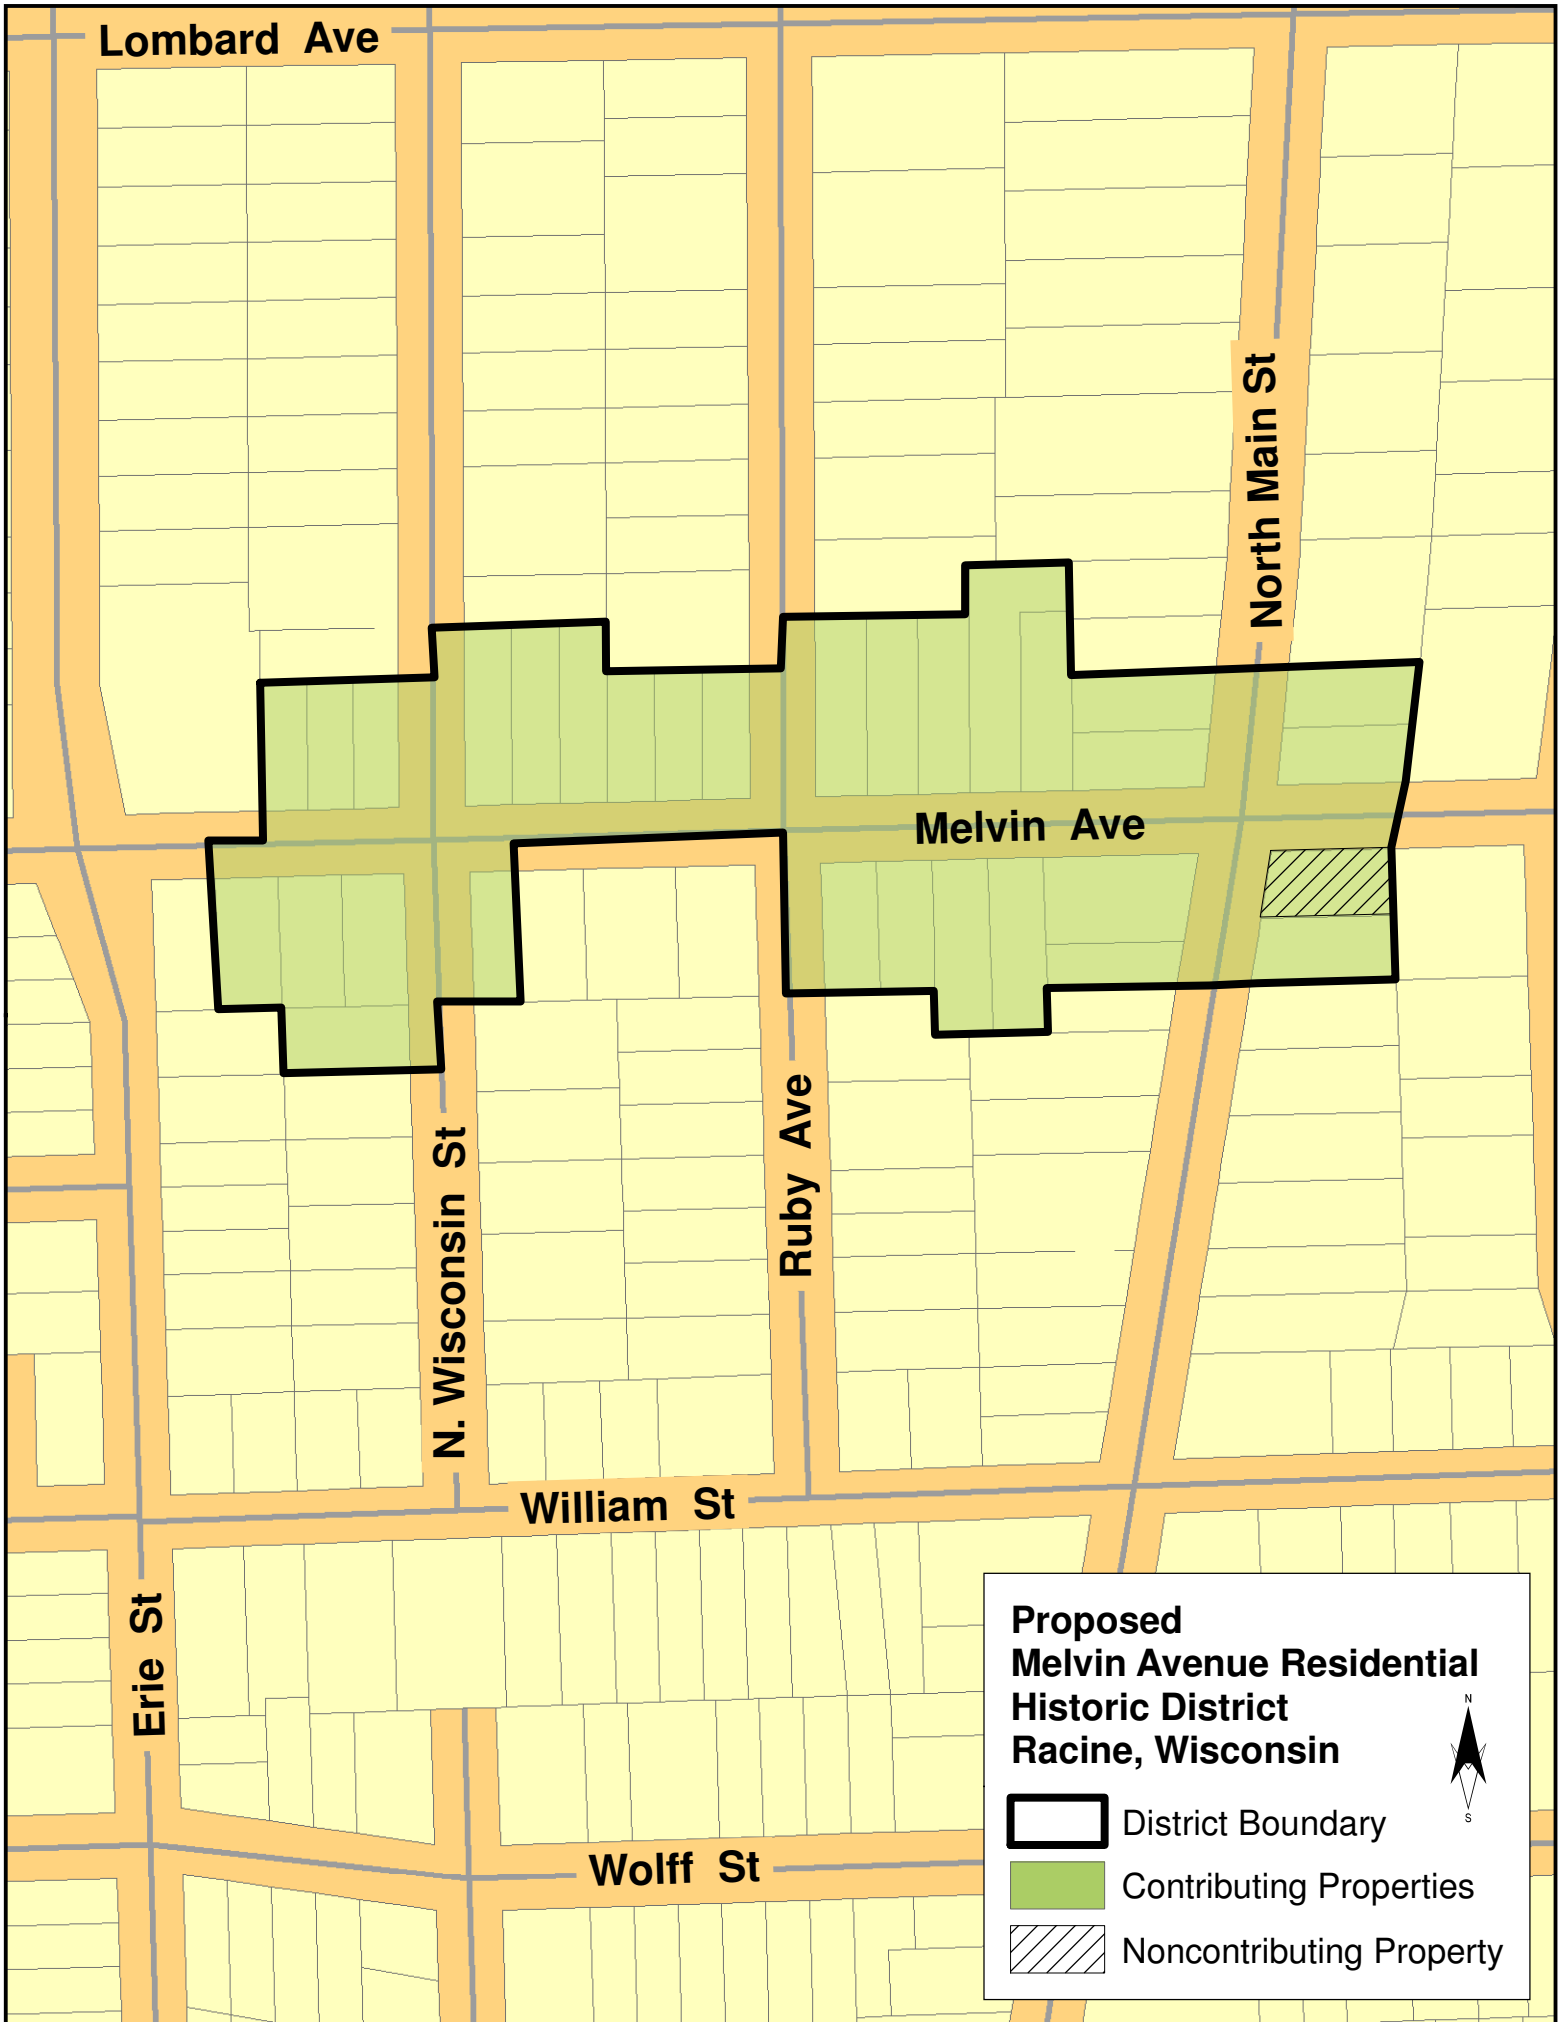 Lombard Ave
North Main St
Melvin Ave
N. Wisconsin St
Ruby Ave
William St
Erie St
Wolff St
Proposed
Melvin Avenue Residential
Historic District
Racine, Wisconsin
N
S
District Boundary
Contributing Properties
Noncontributing Property